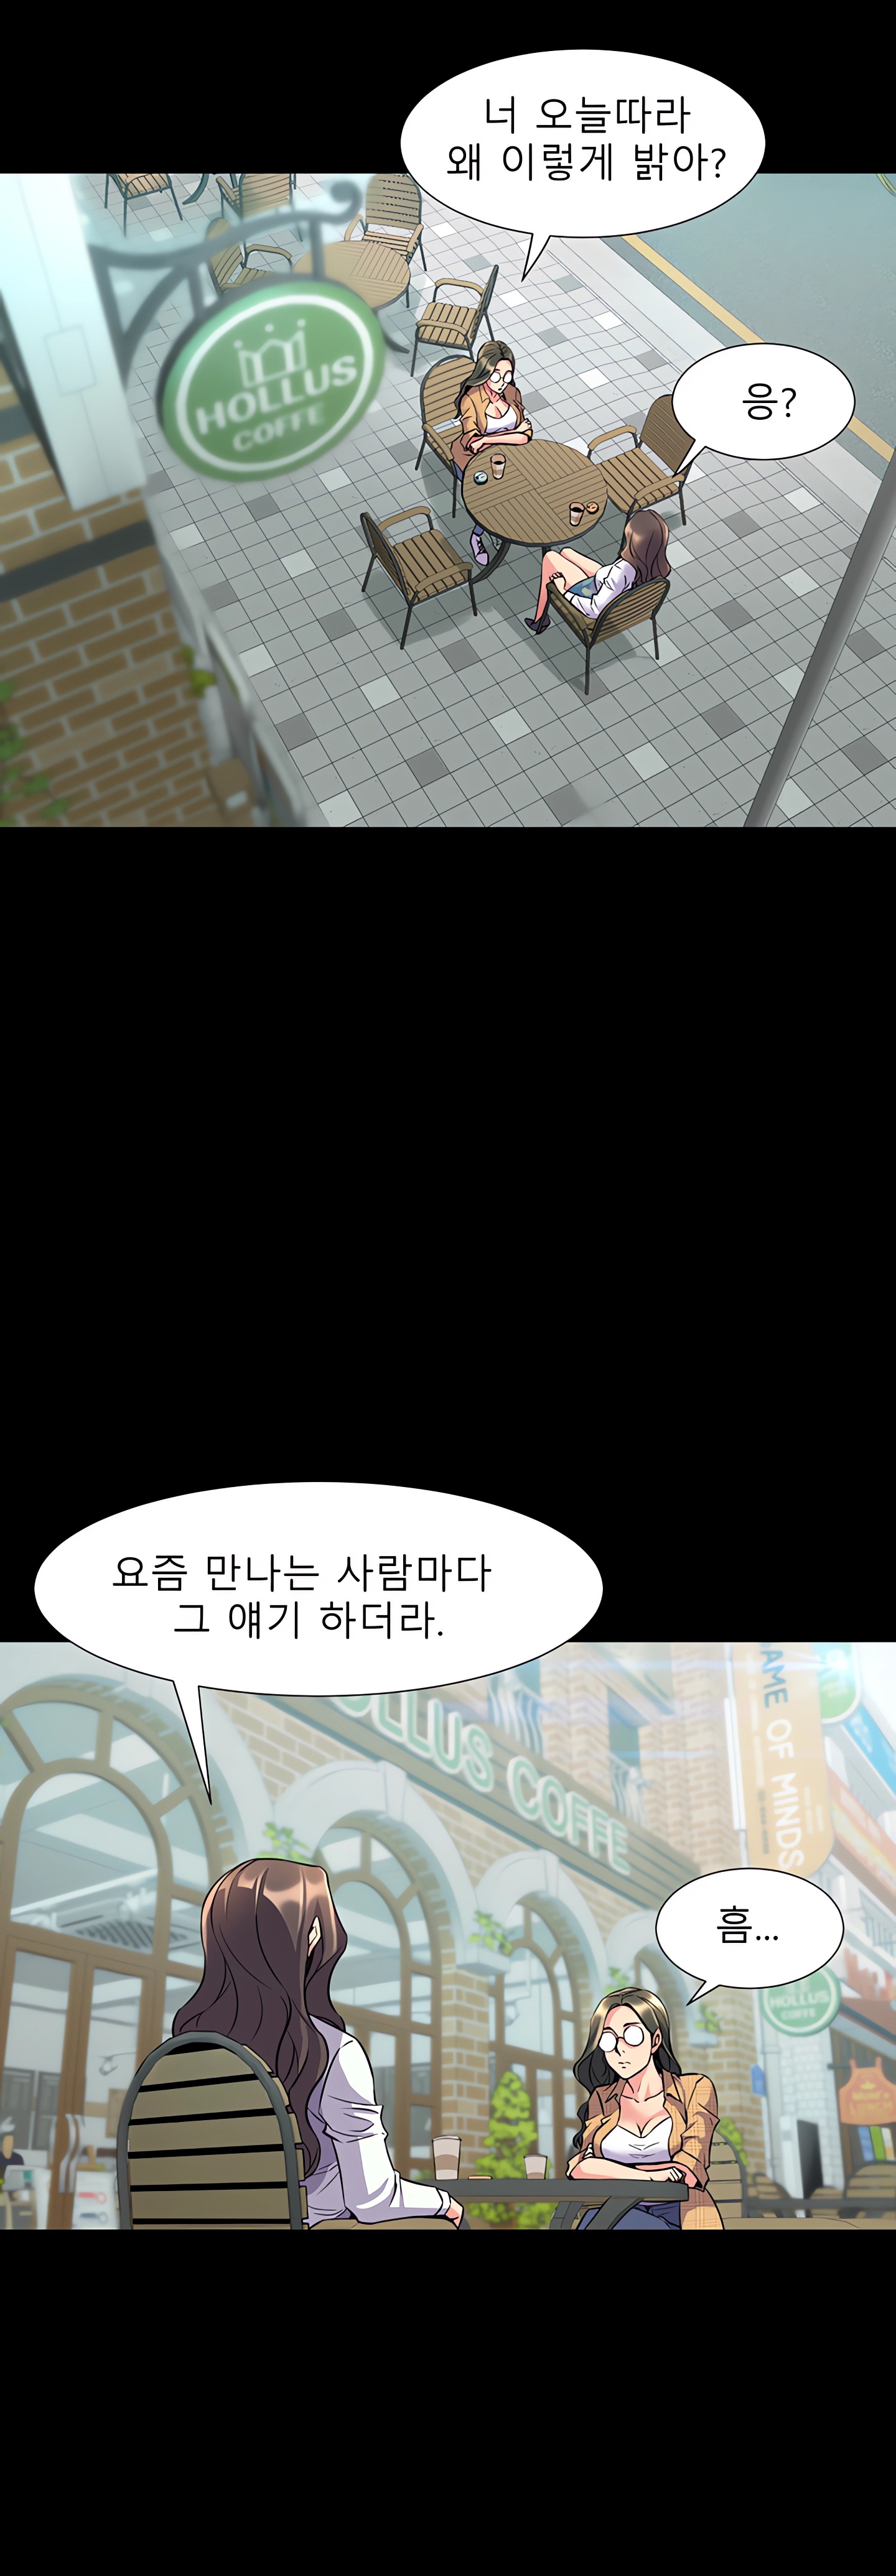 너 오늘따라
왜 이렇게 밝아?
HOLLUS
COFFE
응?
요즘 만나는 사람마다
그 얘기 하더라.
LLUS COFFE
AME OF MINDS
흠...
HOLLUS
COFFE